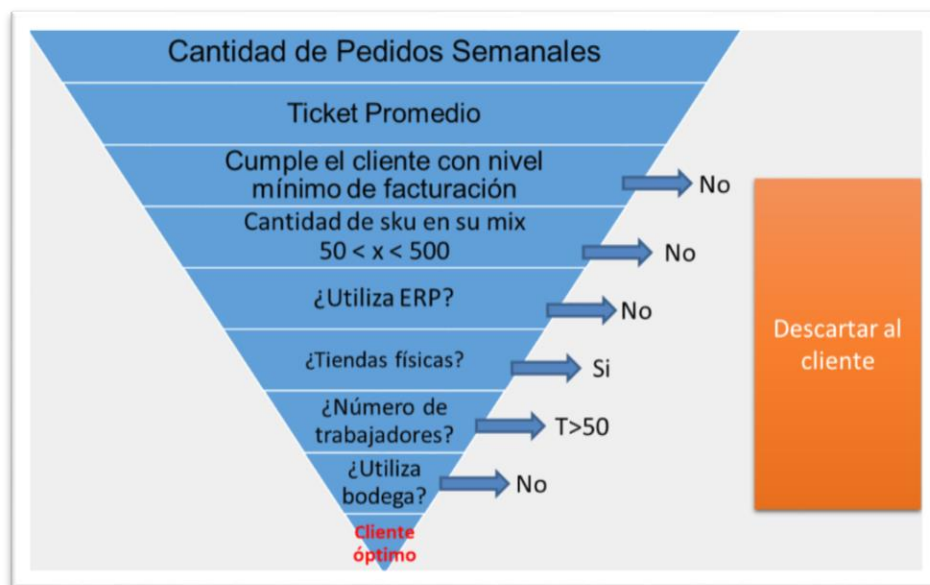 Cantidad de Pedidos Semanales
Ticket Promedio
Cumple el cliente con nivel
mínimo de facturación
No
Cantidad de sku en su mix
50 < x < 500
No
¿Utiliza ERP?
No
¿Tiendas físicas?
Si
¿Número de
trabajadores?
T>50
¿Utiliza
bodega?
No
Cliente
óptimo
Descartar al
cliente